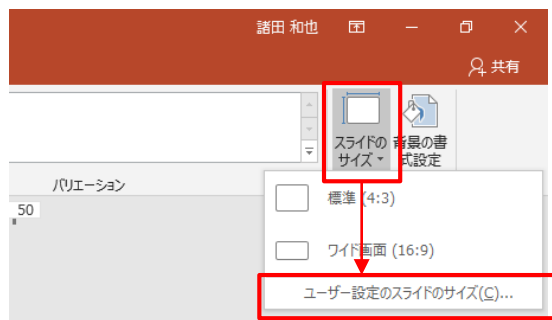 諸田 和也
共有
スライドの
サイズ
背景の書
式設定
バリエーション
50
標準 (4:3)
ワイド画面 (16:9)
ユーザー設定のスライドのサイズ(C)...